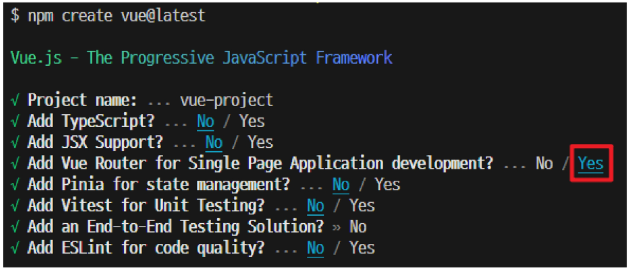 $ npm create vue@latest
Vue.js - The Progressive JavaScript Framework
√ Project name: ... vue-project
√ Add TypeScript? ... No / Yes
√ Add JSX Support? ... No / Yes
√ Add Vue Router for Single Page Application development? ... No / Yes
√ Add Pinia for state management? ... No / Yes
√ Add Vitest for Unit Testing? ... No / Yes
√ Add an End-to-End Testing Solution? » No
√ Add ESLint for code quality? ... No / Yes